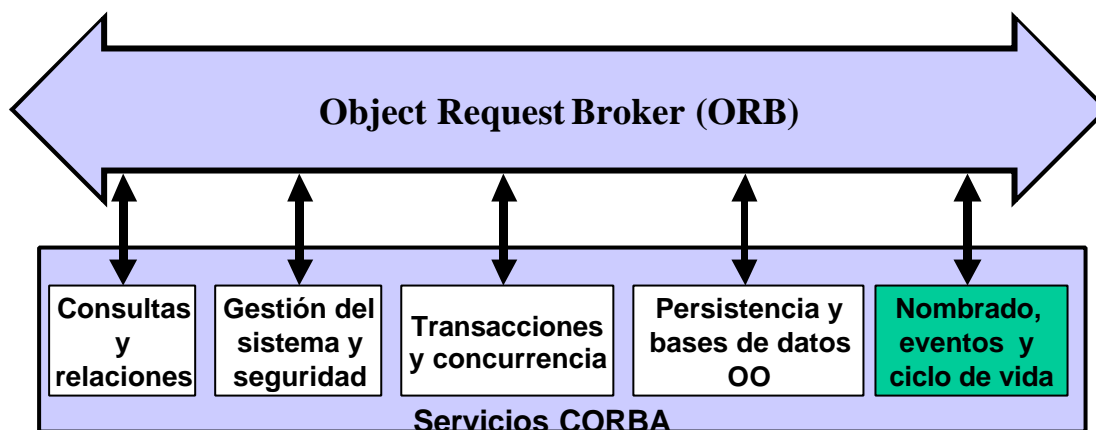 Object Request Broker (ORB)
Consultas
y
relaciones
Gestión del
sistema y
seguridad
Transacciones
y concurrencia
Persistencia y
bases de datos
OO
Nombrado,
eventos y
ciclo de vida
Servicios CORBA